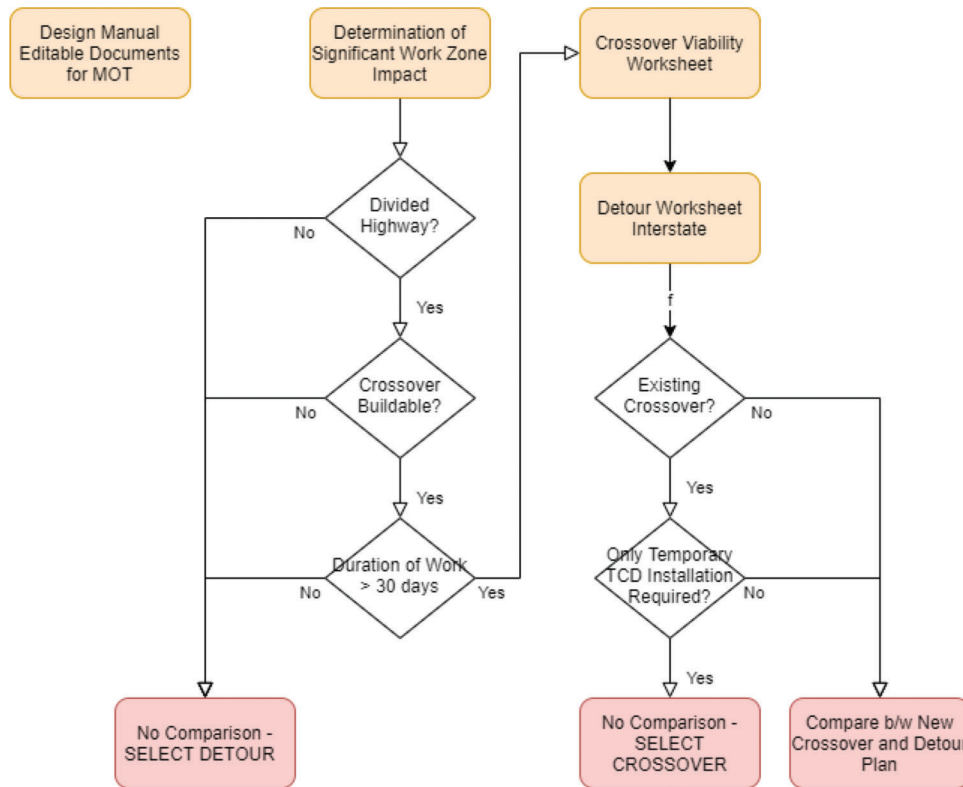 Design Manual
Editable Documents
for MOT
Determination of
Significant Work Zone
Impact
Crossover Viability
Worksheet
Divided
Highway?
No
Yes
Detour Worksheet
Interstate
f
Crossover
Buildable?
No
Yes
Existing
Crossover?
No
Yes
Duration of Work
> 30 days
No
Yes
Only Temporary
TCD Installation
Required?
No
Yes
No Comparison -
SELECT DETOUR
No Comparison -
SELECT
CROSSOVER
Compare b/w New
Crossover and Detour
Plan